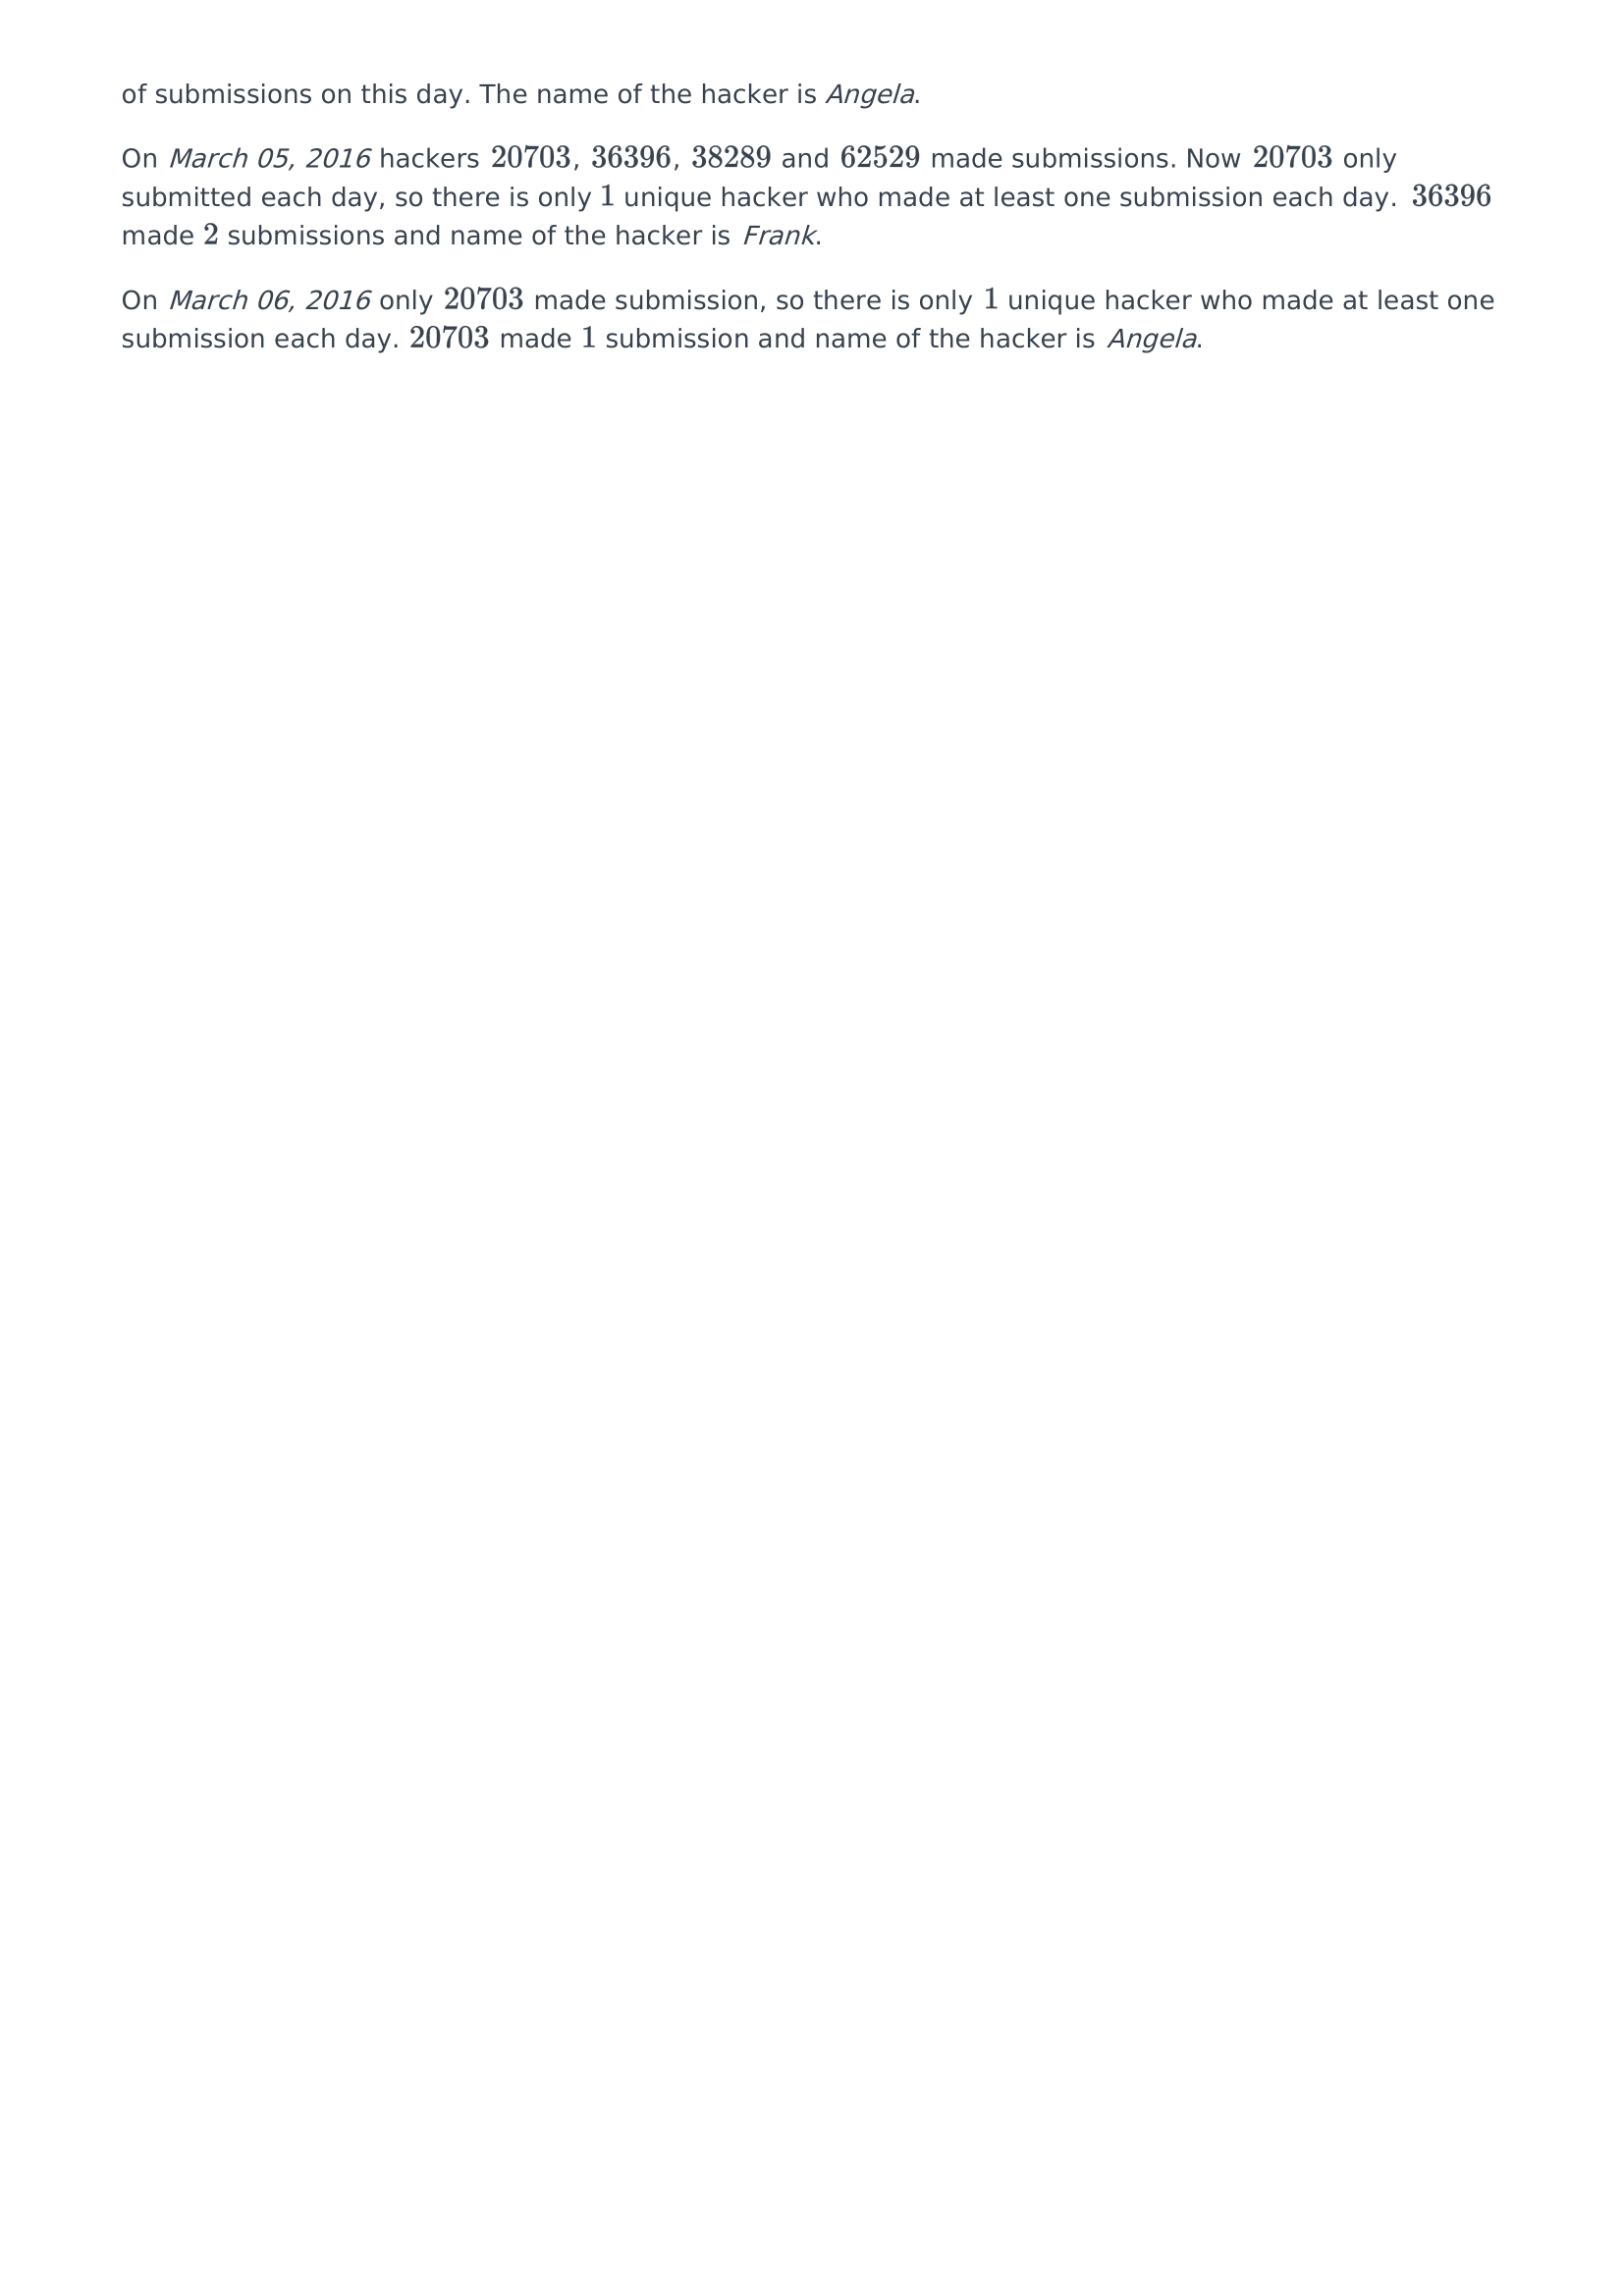 of submissions on this day. The name of the hacker is Angela.
On March 05, 2016 hackers 20703, 36396, 38289 and 62529 made submissions. Now 20703 only
submitted each day, so there is only 1 unique hacker who made at least one submission each day. 36396
made 2 submissions and name of the hacker is Frank.
On March 06, 2016 only 20703 made submission, so there is only 1 unique hacker who made at least one
submission each day. 20703 made 1 submission and name of the hacker is Angela.